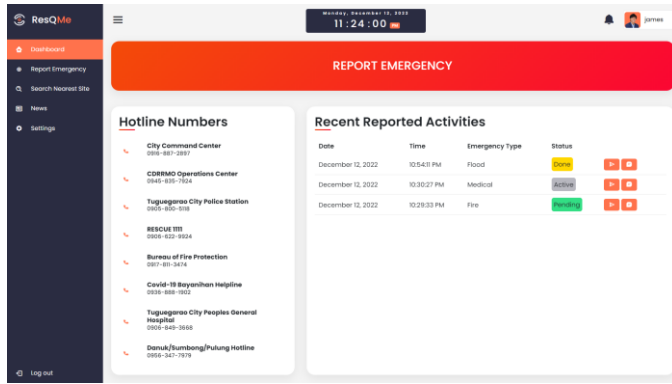 ResQMe
Monday, December 12, 2022
11:24:00 PM
james
Dashboard
Report Emergency
Search Nearest Site
News
Settings
Log out
REPORT EMERGENCY
Hotline Numbers
City Command Center
0916-887-2897
CDRRMO Operations Center
0945-835-7924
Tuguegarao City Police Station
0905-800-5118
RESCUE 1111
0906-622-9924
Bureau of Fire Protection
0917-811-3474
Covid-19 Bayanihan Helpline
0936-888-1902
Tuguegarao City Peoples General
Hospital
0906-849-3668
Danuk/Sumbong/Pulung Hotline
0956-347-7979
Recent Reported Activities
Date Time Emergency Type Status
December 12, 2022 10:54:11 PM Flood Done
December 12, 2022 10:30:27 PM Medical Active
December 12, 2022 10:29:33 PM Fire Pending